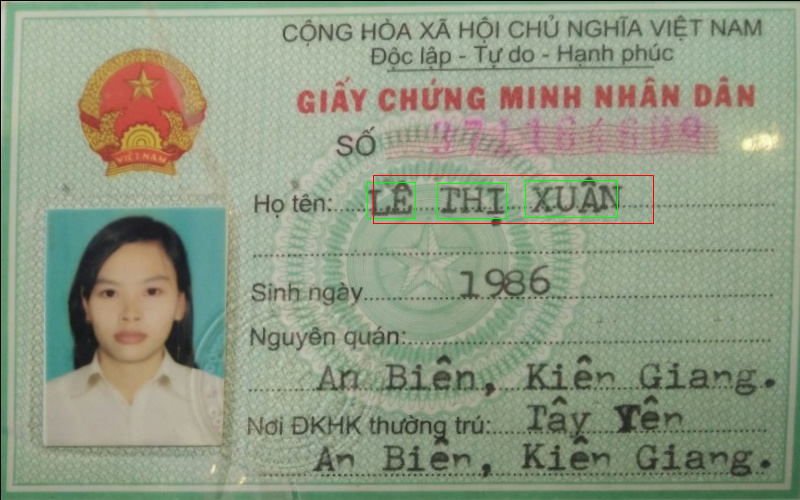 CỘNG HÒA XÃ HỘI CHỦ NGHĨA VIỆT NAM
Độc lập - Tự do - Hạnh phúc
GIẤY CHỨNG MINH NHÂN DÂN
SỐ
VIỆT NAM
Họ tên: LÊ THỊ XUÂN
Sinh ngày 1986
Nguyên quán:
An Biên, Kiên Giang.
Nơi ĐKHK thường trú: Tây Yên
An Biên, Kiên Giang.